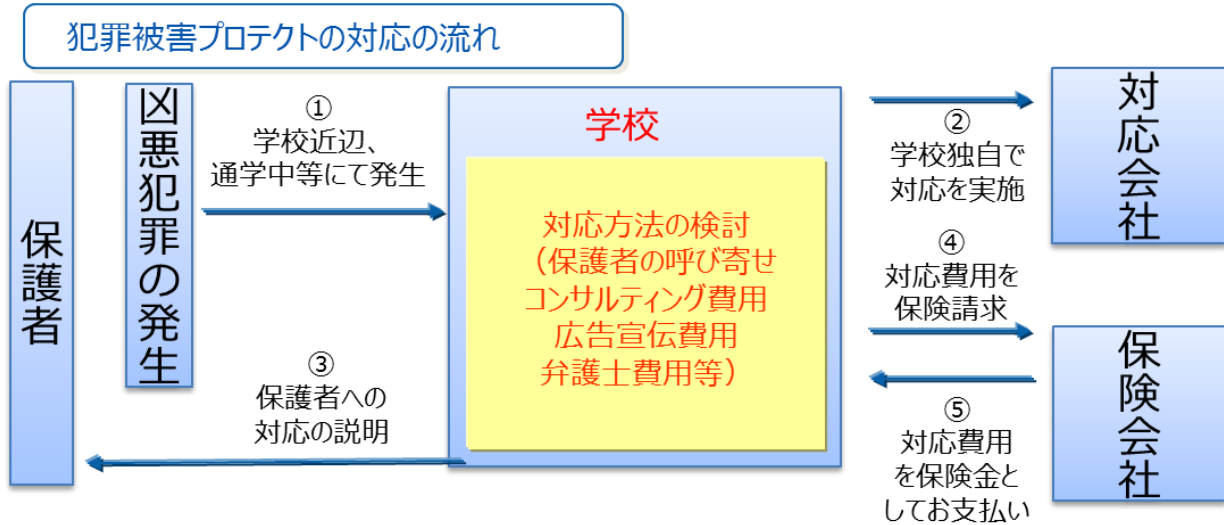 犯罪被害プロテクトの対応の流れ
保護者
凶悪犯罪の発生
①
学校近辺、
通学中等にて発生
学校
対応方法の検討
（保護者の呼び寄せ
コンサルティング費用
広告宣伝費用
弁護士費用等）
②
学校独自で
対応を実施
対応会社
③
保護者への
対応の説明
④
対応費用を
保険請求
保険会社
⑤
対応費用
を保険金と
してお支払い